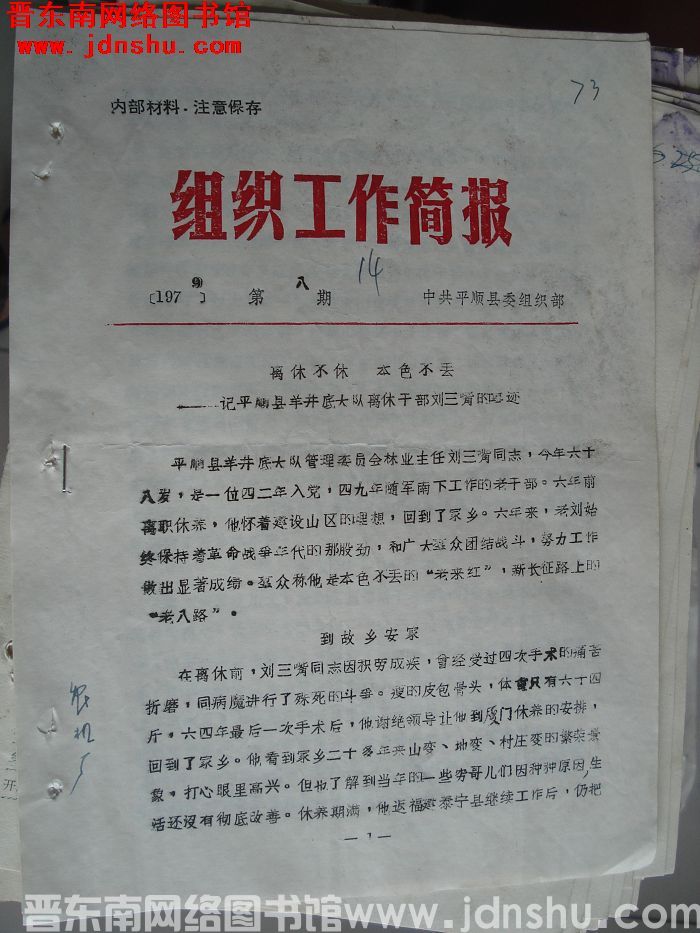 晋东南网络图书馆
www.jdnshu.com
73
内部材料·注意保存
组织工作简报
14
〔1979〕 第八期 中共平顺县委组织部
离休不休 本色不丢
——记平顺县羊井底大队离休干部刘三胥的事迹
平顺县羊井底大队管理委员会林业主任刘三胥同志，今年六十
八岁，是一位四二年入党，四九年随军南下工作的老干部。六年前
离职休养，他怀着建设山区的理想，回到了家乡。六年来，老刘始
终保持着革命战争年代的那股劲，和广大群众团结战斗，努力工作
做出显著成绩。群众称他是本色不丢的“老来红”，新长征路上的
“老八路”。
到故乡安家
在离休前，刘三胥同志因积劳成疾，曾经受过四次手术的痛苦
折磨，同病魔进行了殊死的斗争。瘦的皮包骨头，体重只有六十四
斤。六四年最后一次手术后，他谢绝领导让他到厦门休养的安排，
回到了家乡。他看到家乡二十多年来山变、地变、村庄变的繁荣景
象，打心眼里高兴。但也了解到当年的一些穷哥儿们因种种原因，生
活还没有彻底改善。休养期满，他返福建泰宁县继续工作后，仍把
—1—
农机厂
晋东南网络图书馆 www.jdnshu.com